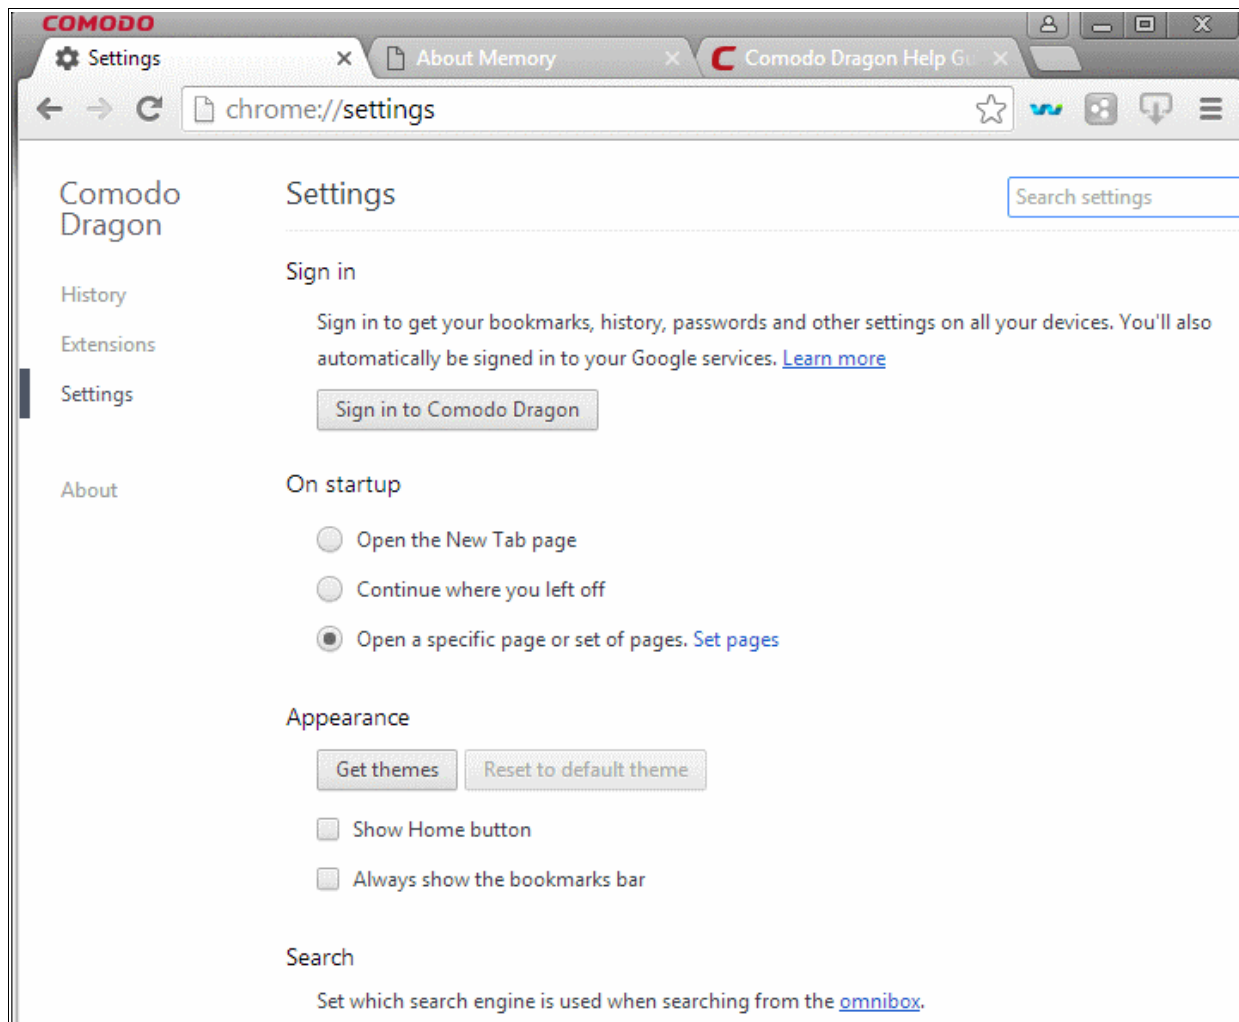 COMODO
Settings
About Memory
Comodo Dragon Help Gu
chrome://settings
Comodo
Dragon
Settings
Search settings
History
Extensions
Settings
About
Sign in
Sign in to get your bookmarks, history, passwords and other settings on all your devices. You'll also
automatically be signed in to your Google services. Learn more
Sign in to Comodo Dragon
On startup
Open the New Tab page
Continue where you left off
Open a specific page or set of pages. Set pages
Appearance
Get themes
Reset to default theme
Show Home button
Always show the bookmarks bar
Search
Set which search engine is used when searching from the omnibox.